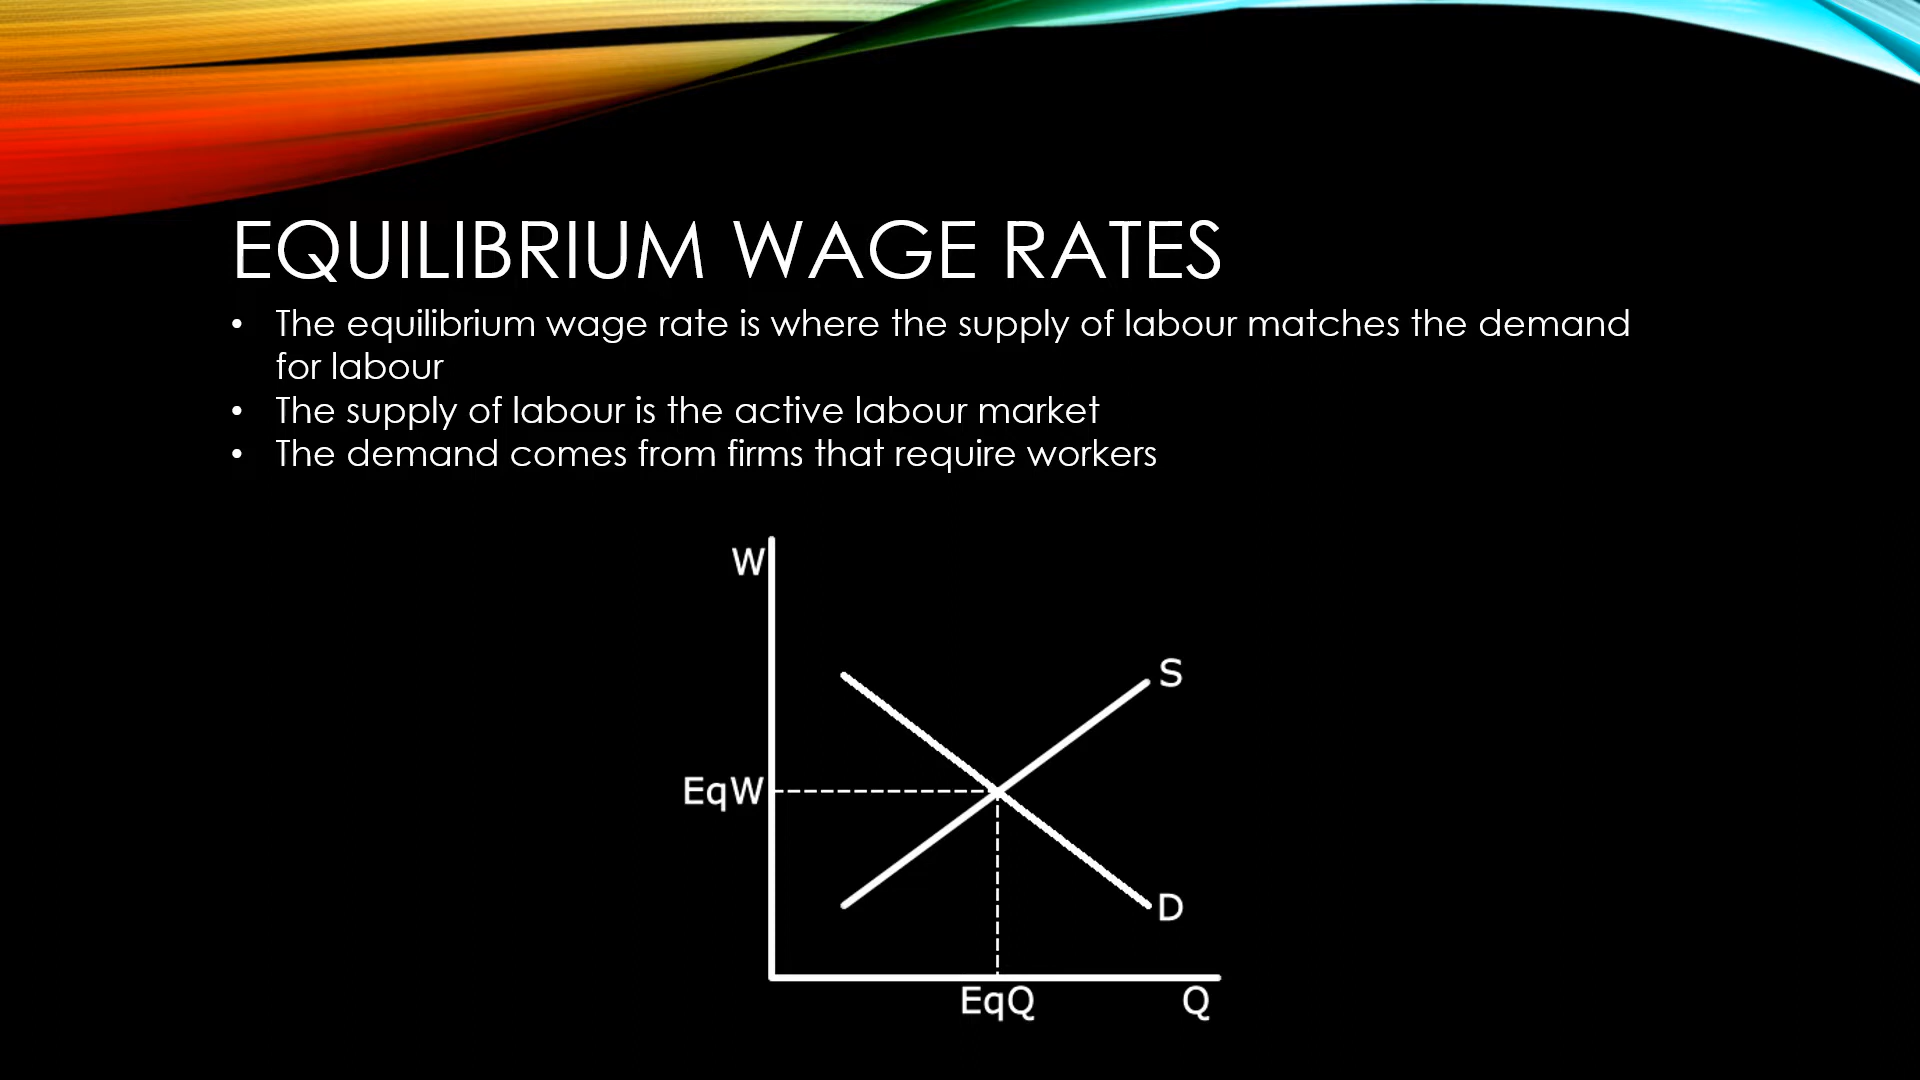 EQUILIBRIUM WAGE RATES
• The equilibrium wage rate is where the supply of labour matches the demand
for labour
• The supply of labour is the active labour market
• The demand comes from firms that require workers
W
S
EqW
D
EqQ
Q